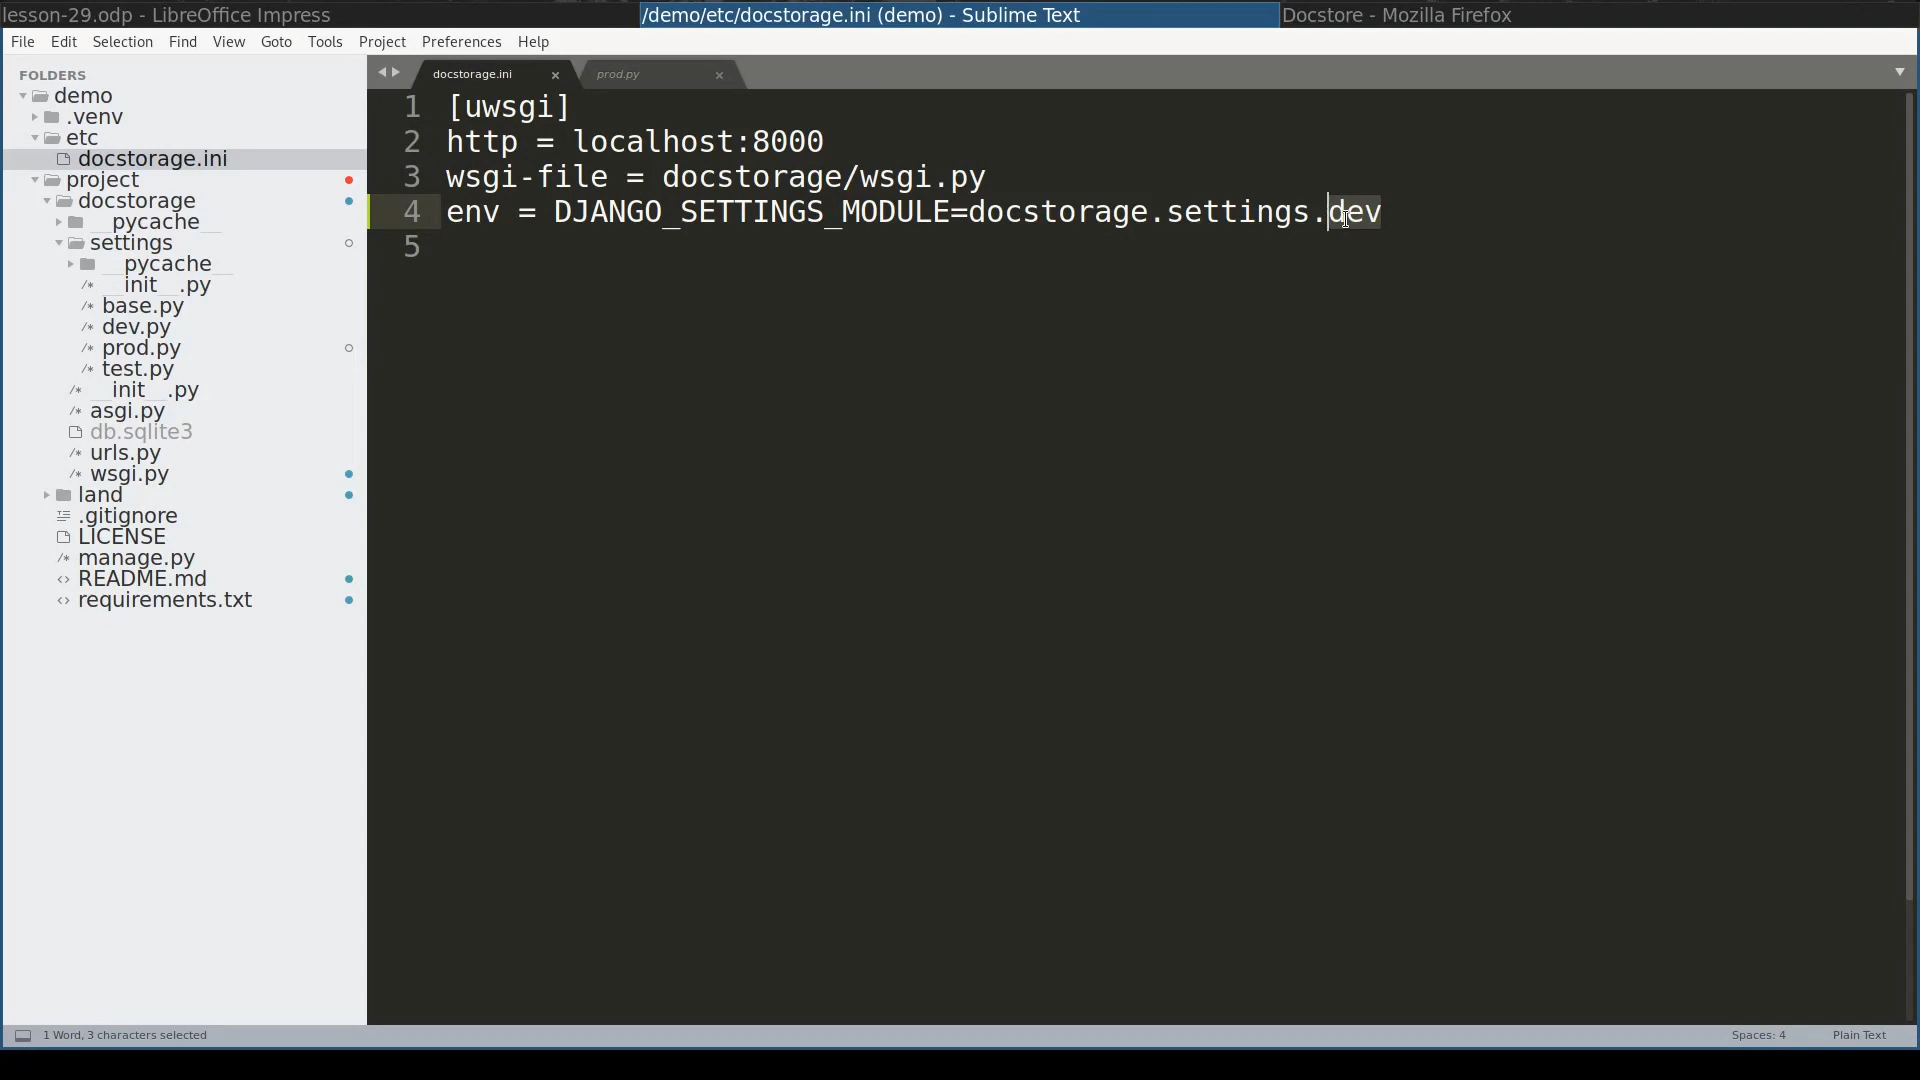 lesson-29.odp - LibreOffice Impress
/demo/etc/docstorage.ini (demo) - Sublime Text
Docstore - Mozilla Firefox
File Edit Selection Find View Goto Tools Project Preferences Help
FOLDERS
demo
.venv
etc
docstorage.ini
project
docstorage
__pycache__
settings
__pycache__
__init__.py
base.py
dev.py
prod.py
test.py
__init__.py
asgi.py
db.sqlite3
urls.py
wsgi.py
land
.gitignore
LICENSE
manage.py
README.md
requirements.txt
docstorage.ini
prod.py
1 [uwsgi]
2 http = localhost:8000
3 wsgi-file = docstorage/wsgi.py
4 env = DJANGO_SETTINGS_MODULE=docstorage.settings.dev
5
1 Word, 3 characters selected
Spaces: 4
Plain Text